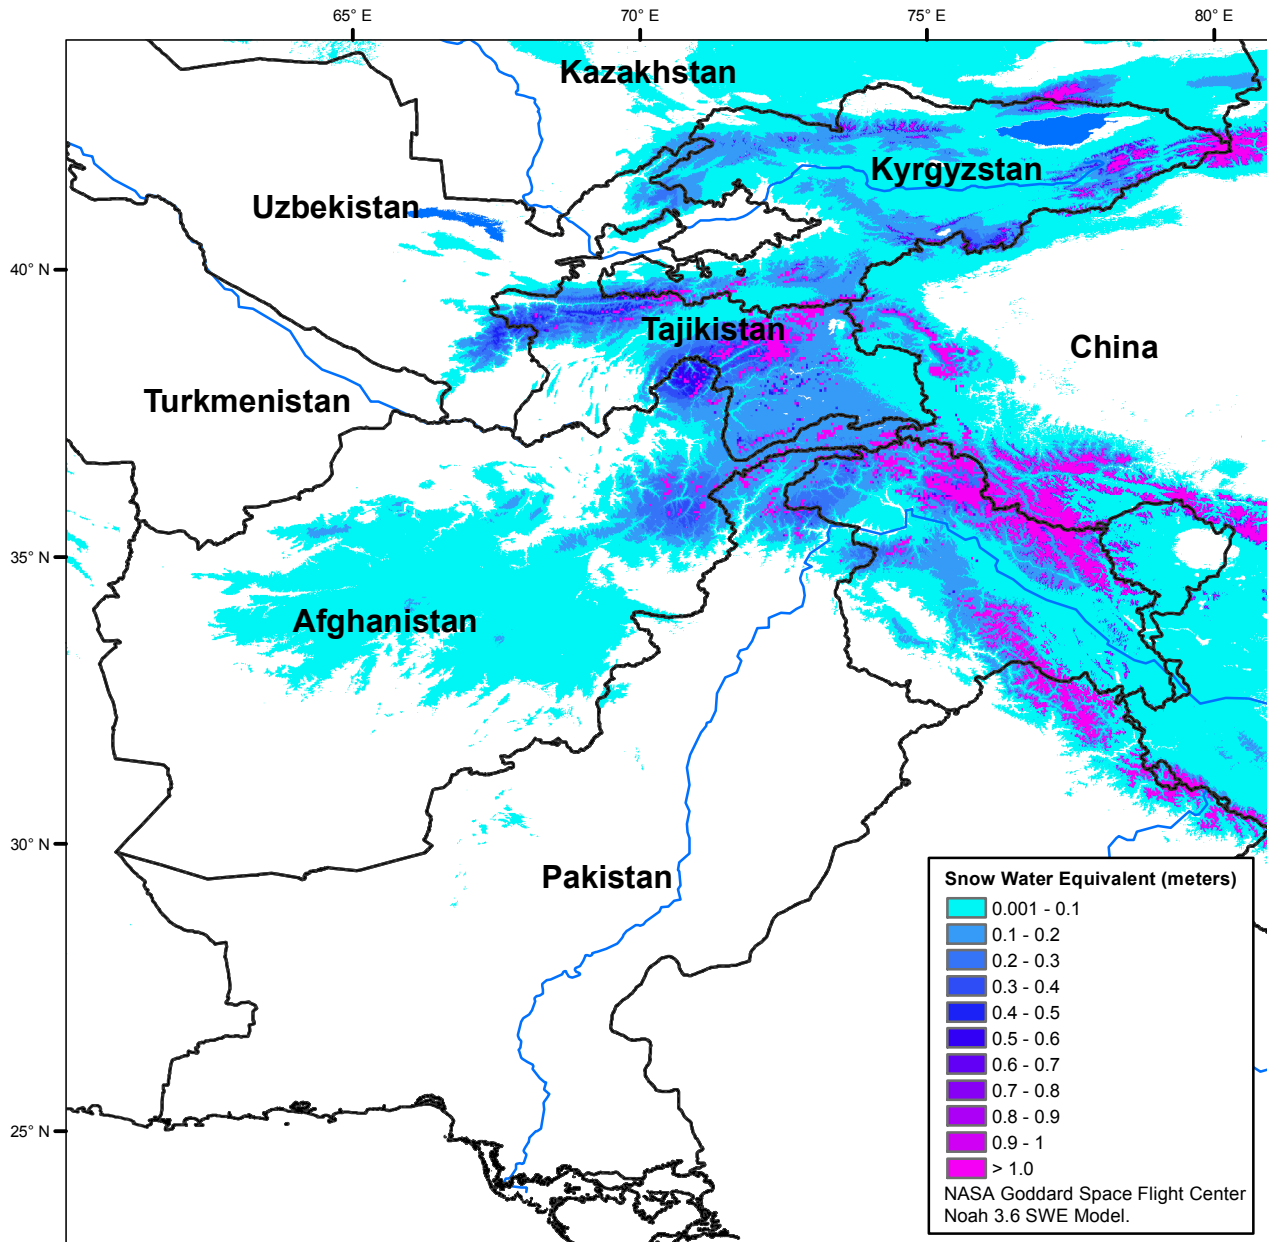 65° E
70° E
75° E
80° E
Kazakhstan
Kyrgyzstan
Uzbekistan
40° N
Tajikistan
China
Turkmenistan
35° N
Afghanistan
30° N
Pakistan
25° N
Snow Water Equivalent (meters)
0.001 - 0.1
0.1 - 0.2
0.2 - 0.3
0.3 - 0.4
0.4 - 0.5
0.5 - 0.6
0.6 - 0.7
0.7 - 0.8
0.8 - 0.9
0.9 - 1
> 1.0
NASA Goddard Space Flight Center
Noah 3.6 SWE Model.